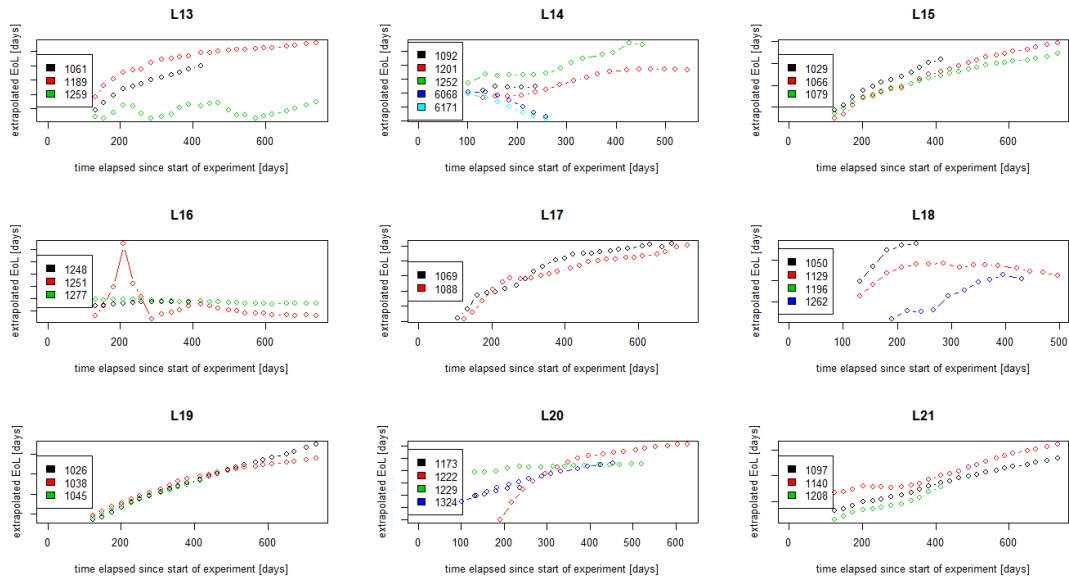 L13
extrapolated EoL [days]
1061
1189
1259
200
400
600
time elapsed since start of experiment [days]
L14
extrapolated EoL [days]
1092
1201
1252
6068
6171
0
100
200
300
400
500
time elapsed since start of experiment [days]
L15
extrapolated EoL [days]
1029
1066
1079
0
200
400
600
time elapsed since start of experiment [days]
L16
extrapolated EoL [days]
1248
1251
1277
0
200
400
600
time elapsed since start of experiment [days]
L17
extrapolated EoL [days]
1069
1088
0
200
400
600
time elapsed since start of experiment [days]
L18
extrapolated EoL [days]
1050
1129
1196
1262
0
100
200
300
400
500
time elapsed since start of experiment [days]
L19
extrapolated EoL [days]
1026
1038
1045
0
200
400
600
time elapsed since start of experiment [days]
L20
extrapolated EoL [days]
1173
1222
1229
1324
0
100
200
300
400
500
600
time elapsed since start of experiment [days]
L21
extrapolated EoL [days]
1097
1140
1208
0
200
400
600
time elapsed since start of experiment [days]